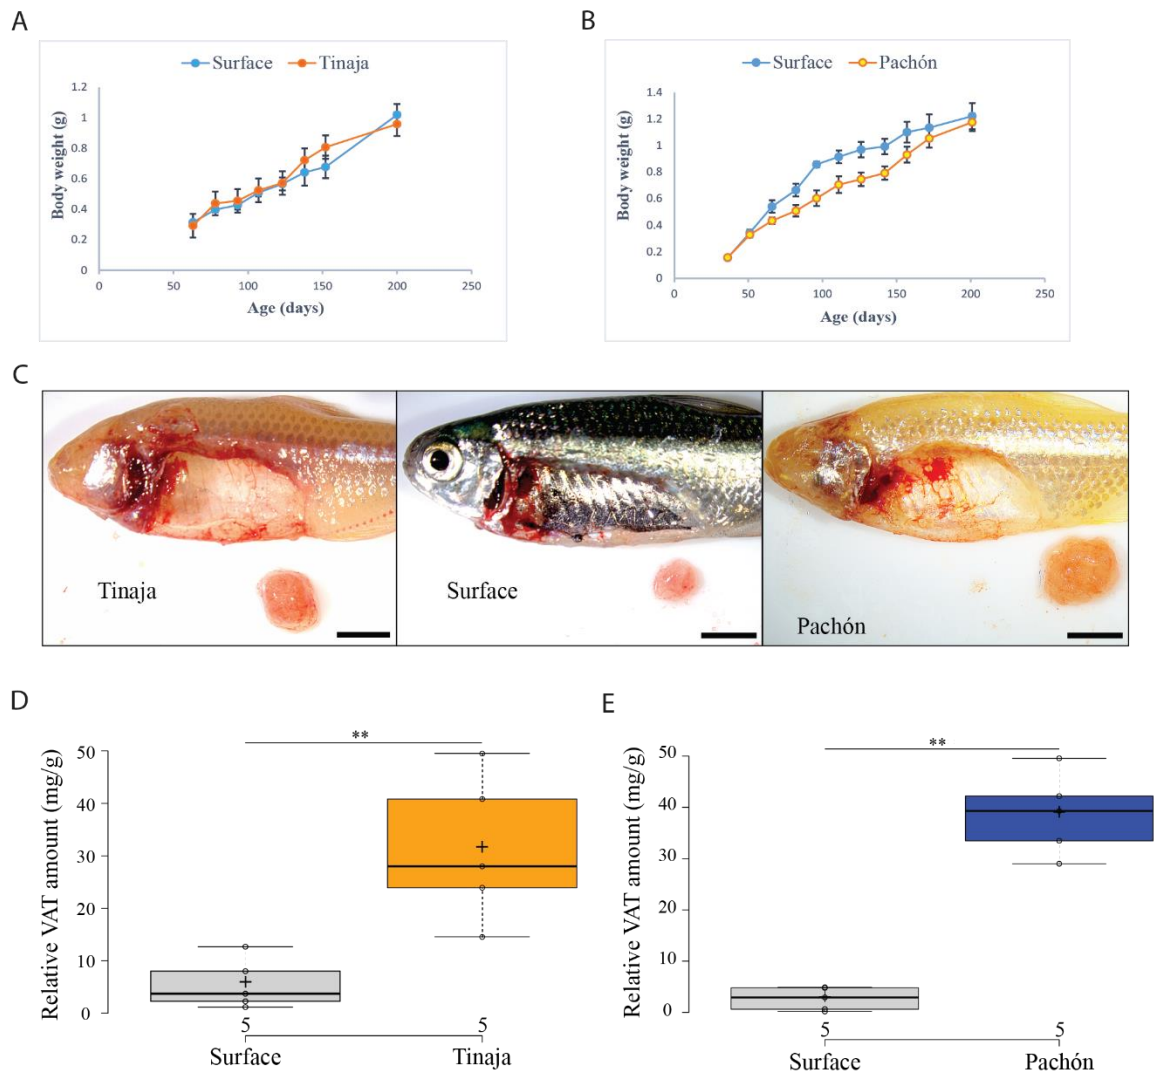 A
B
Surface Tinaja
Surface Pachón
Body weight (g)
1.2
1
0.8
0.6
0.4
0.2
0
0 50 100 150 200 250
Age (days)
Body weight (g)
1.4
1.2
1
0.8
0.6
0.4
0.2
0
0 50 100 150 200 250
Age (days)
C
Tinaja
Surface
Pachón
D
E
Relative VAT amount (mg/g)
50
40
30
20
10
0
**
5 5
Surface Tinaja
Relative VAT amount (mg/g)
50
40
30
20
10
0
**
5 5
Surface Pachón